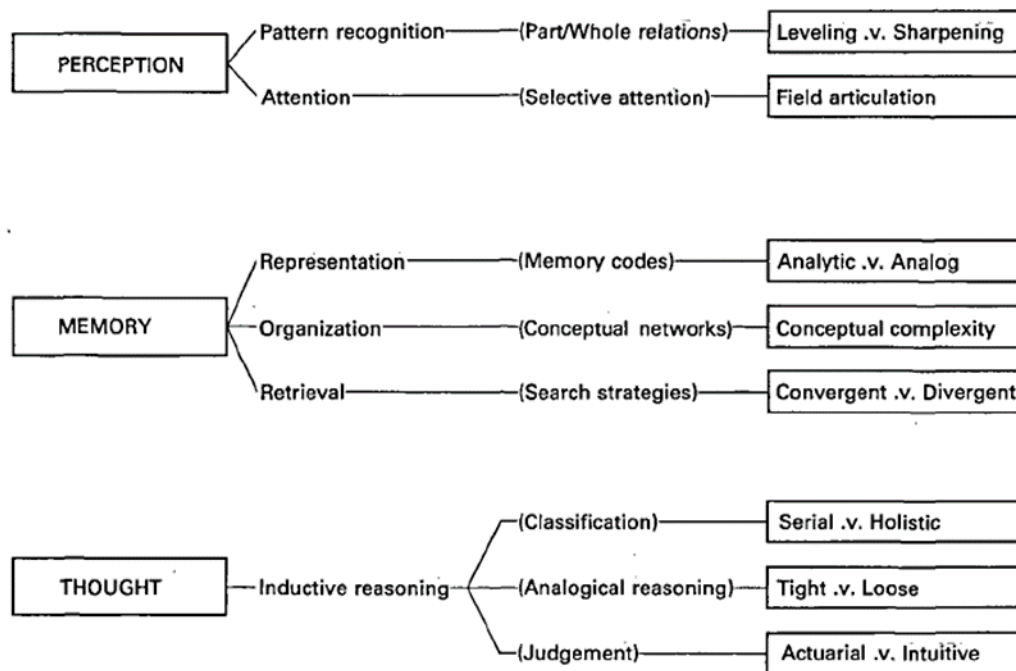 Pattern recognition (Part/Whole relations) Leveling .v. Sharpening
PERCEPTION
Attention (Selective attention) Field articulation
Representation (Memory codes) Analytic .v. Analog
MEMORY Organization (Conceptual networks) Conceptual complexity
Retrieval (Search strategies) Convergent .v. Divergent
(Classification) Serial .v. Holistic
THOUGHT Inductive reasoning (Analogical reasoning) Tight .v. Loose
(Judgement) Actuarial .v. Intuitive